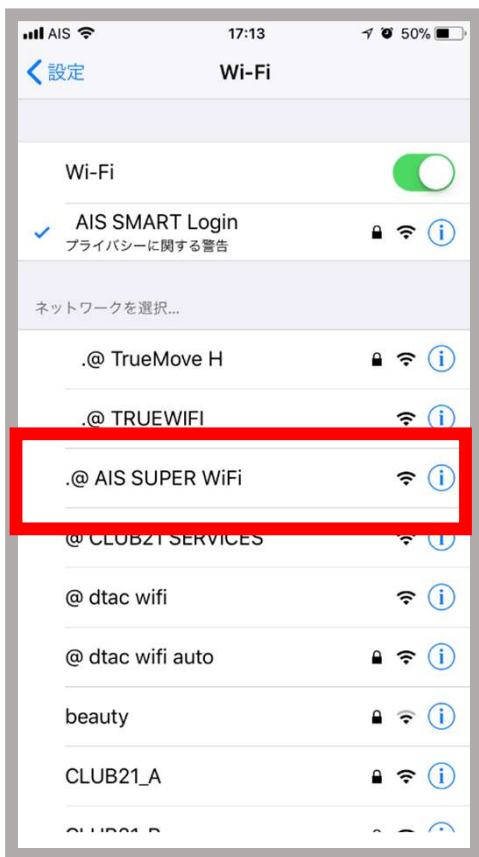 AIS 17:13 50%
設定 Wi-Fi
Wi-Fi
AIS SMART Login
プライバシーに関する警告
ネットワークを選択...
.@ TrueMove H
.@ TRUEWIFI
.@ AIS SUPER WiFi
@ CLUB21 SERVICES
@ dtac wifi
@ dtac wifi auto
beauty
CLUB21_A